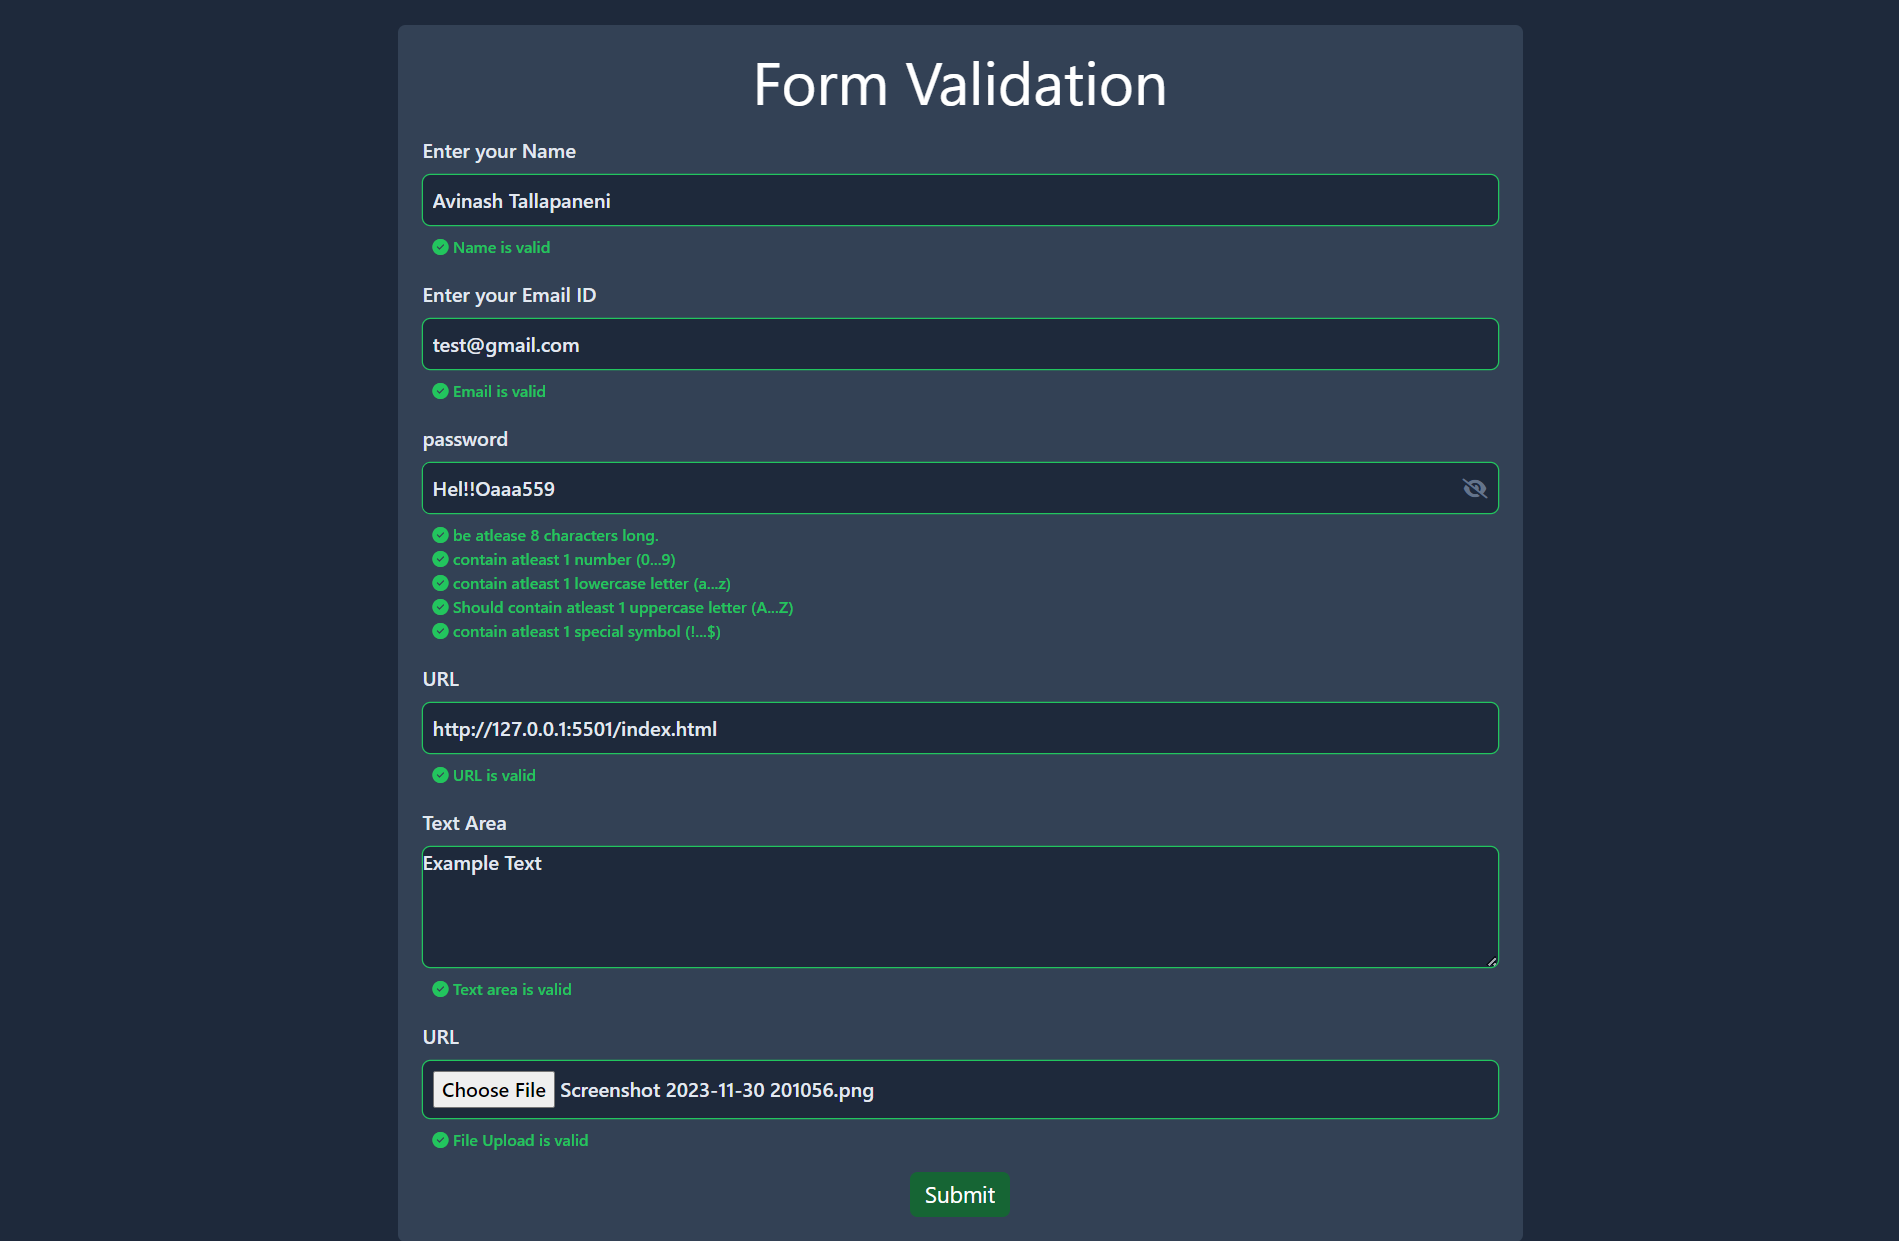 Form Validation
Enter your Name
Avinash Tallapaneni
Name is valid
Enter your Email ID
test@gmail.com
Email is valid
password
Hel!!Oaaa559
be atlease 8 characters long.
contain atleast 1 number (0...9)
contain atleast 1 lowercase letter (a...z)
Should contain atleast 1 uppercase letter (A...Z)
contain atleast 1 special symbol (!...$)
URL
http://127.0.0.1:5501/index.html
URL is valid
Text Area
Example Text
Text area is valid
URL
Choose File Screenshot 2023-11-30 201056.png
File Upload is valid
Submit